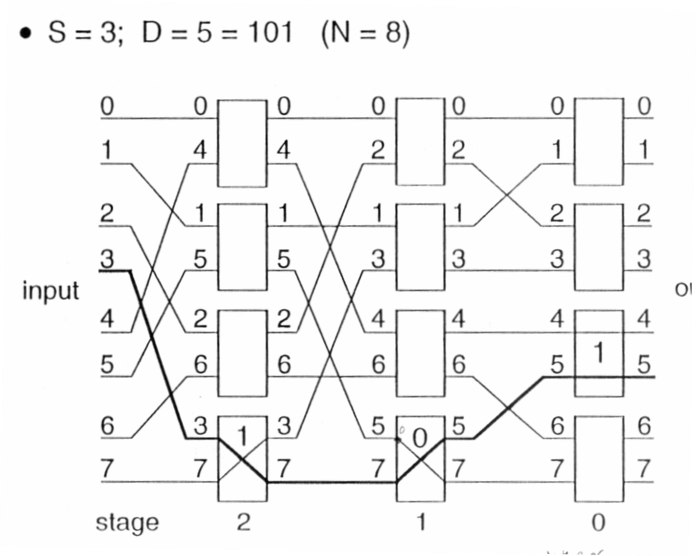 • S = 3; D = 5 = 101 (N = 8)
0 0 0 0 0 0 0
1 4 4 2 2 1 1
2 1 1 1 1 2 2
3 5 5 3 3 3 3
input
4 2 2 4 4 4 4
1
5 6 6 6 6 5 5
6 3 1 3 5 0 5 6 6
7 7 7 7 7 7 7
stage 2 1 0